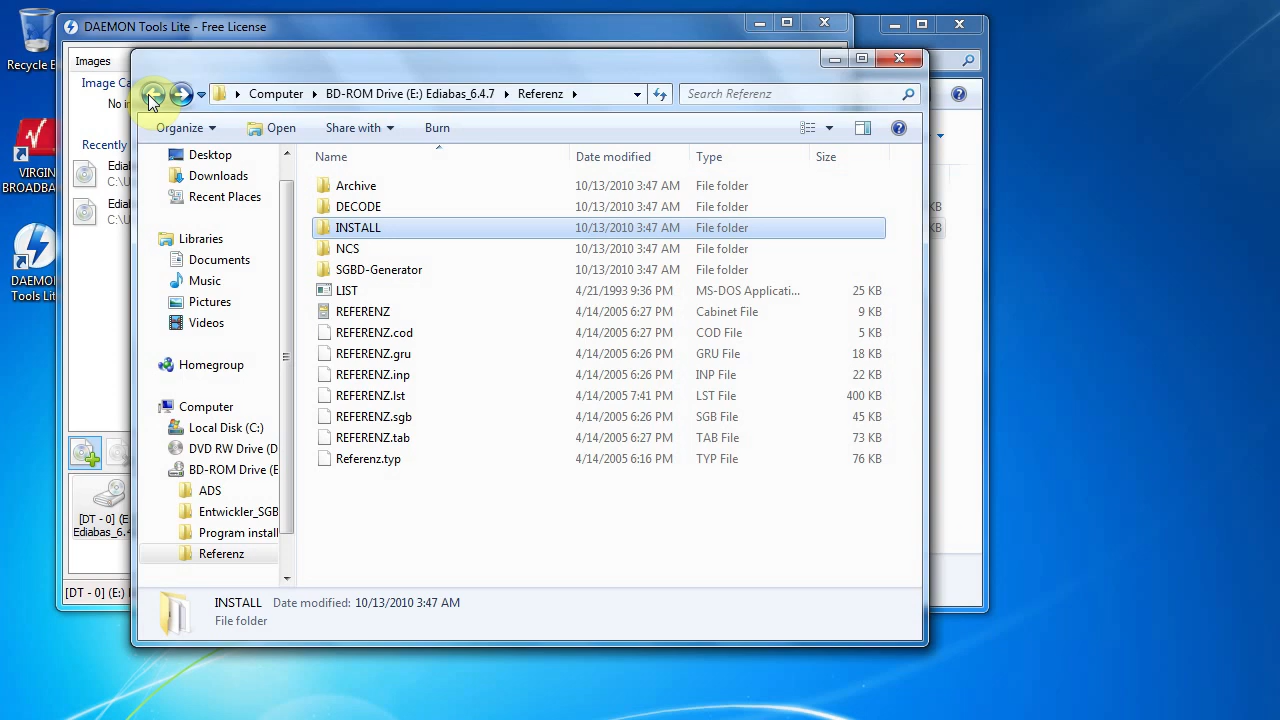 Recycle B
VIRGIN
BROADBA
DAEMON
Tools Lit
DAEMON Tools Lite - Free License
Images
Image Ca
No i
Recently
Edia
C:\U
Edia
C:\U
[DT - 0] (E
Ediabas_6.4
[DT - 0] (E:)
KB
KB
Computer
BD-ROM Drive (E:) Ediabas_6.4.7
Referenz
Search Referenz
Organize
Open
Share with
Burn
Desktop
Downloads
Recent Places
Libraries
Documents
Music
Pictures
Videos
Homegroup
Computer
Local Disk (C:)
DVD RW Drive (D
BD-ROM Drive (E
ADS
Entwickler_SGB
Program instal
Referenz
Name Date modified Type Size
Archive 10/13/2010 3:47 AM File folder
DECODE 10/13/2010 3:47 AM File folder
INSTALL 10/13/2010 3:47 AM File folder
NCS 10/13/2010 3:47 AM File folder
SGBD-Generator 10/13/2010 3:47 AM File folder
LIST 4/21/1993 9:36 PM MS-DOS Applicati... 25 KB
REFERENZ 4/14/2005 6:27 PM Cabinet File 9 KB
REFERENZ.cod 4/14/2005 6:27 PM COD File 5 KB
REFERENZ.gru 4/14/2005 6:26 PM GRU File 18 KB
REFERENZ.inp 4/14/2005 6:26 PM INP File 22 KB
REFERENZ.lst 4/14/2005 7:41 PM LST File 400 KB
REFERENZ.sgb 4/14/2005 6:26 PM SGB File 45 KB
REFERENZ.tab 4/14/2005 6:27 PM TAB File 73 KB
Referenz.typ 4/14/2005 6:16 PM TYP File 76 KB
INSTALL Date modified: 10/13/2010 3:47 AM
File folder